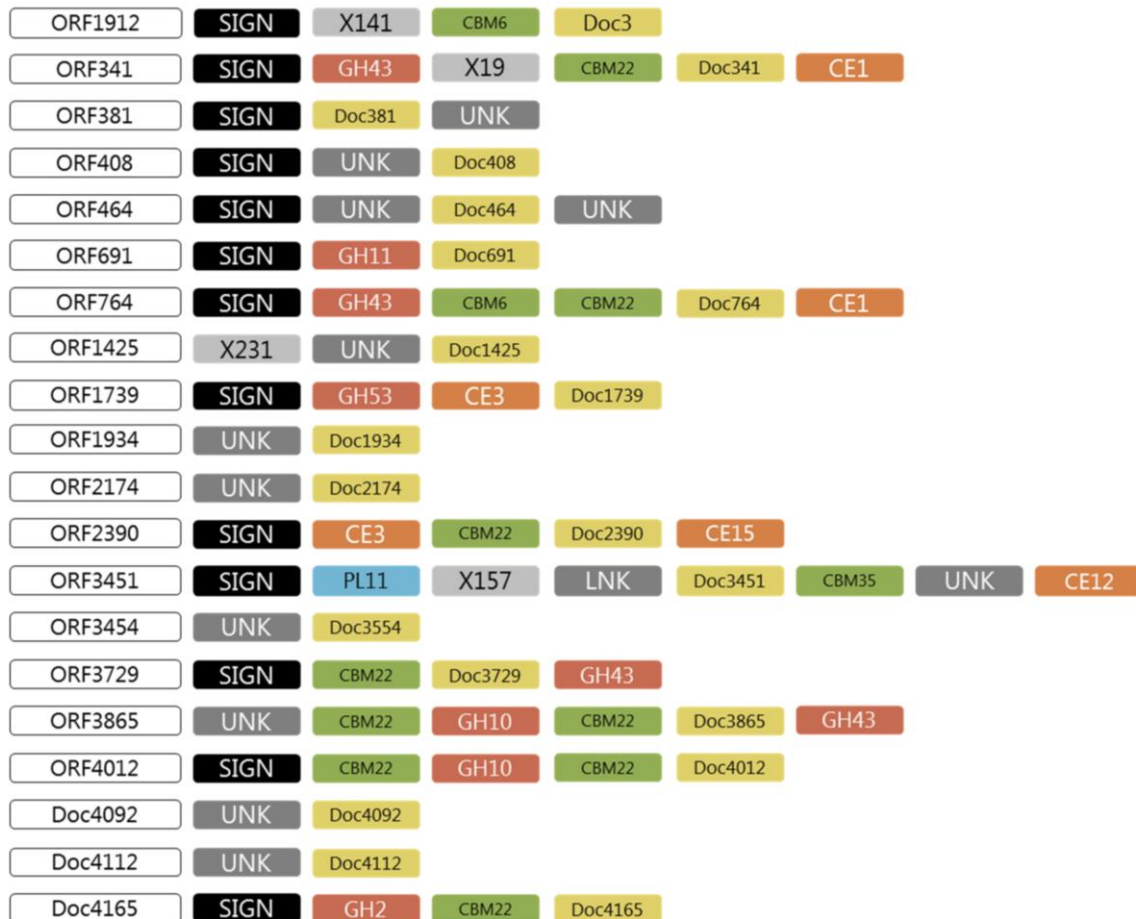 ORF1912 SIGN X141 CBM6 Doc3
ORF341 SIGN GH43 X19 CBM22 Doc341 CE1
ORF381 SIGN Doc381 UNK
ORF408 SIGN UNK Doc408
ORF464 SIGN UNK Doc464 UNK
ORF691 SIGN GH11 Doc691
ORF764 SIGN GH43 CBM6 CBM22 Doc764 CE1
ORF1425 X231 UNK Doc1425
ORF1739 SIGN GH53 CE3 Doc1739
ORF1934 UNK Doc1934
ORF2174 UNK Doc2174
ORF2390 SIGN CE3 CBM22 Doc2390 CE15
ORF3451 SIGN PL11 X157 LNK Doc3451 CBM35 UNK CE12
ORF3454 UNK Doc3554
ORF3729 SIGN CBM22 Doc3729 GH43
ORF3865 UNK CBM22 GH10 CBM22 Doc3865 GH43
ORF4012 SIGN CBM22 GH10 CBM22 Doc4012
Doc4092 UNK Doc4092
Doc4112 UNK Doc4112
Doc4165 SIGN GH2 CBM22 Doc4165